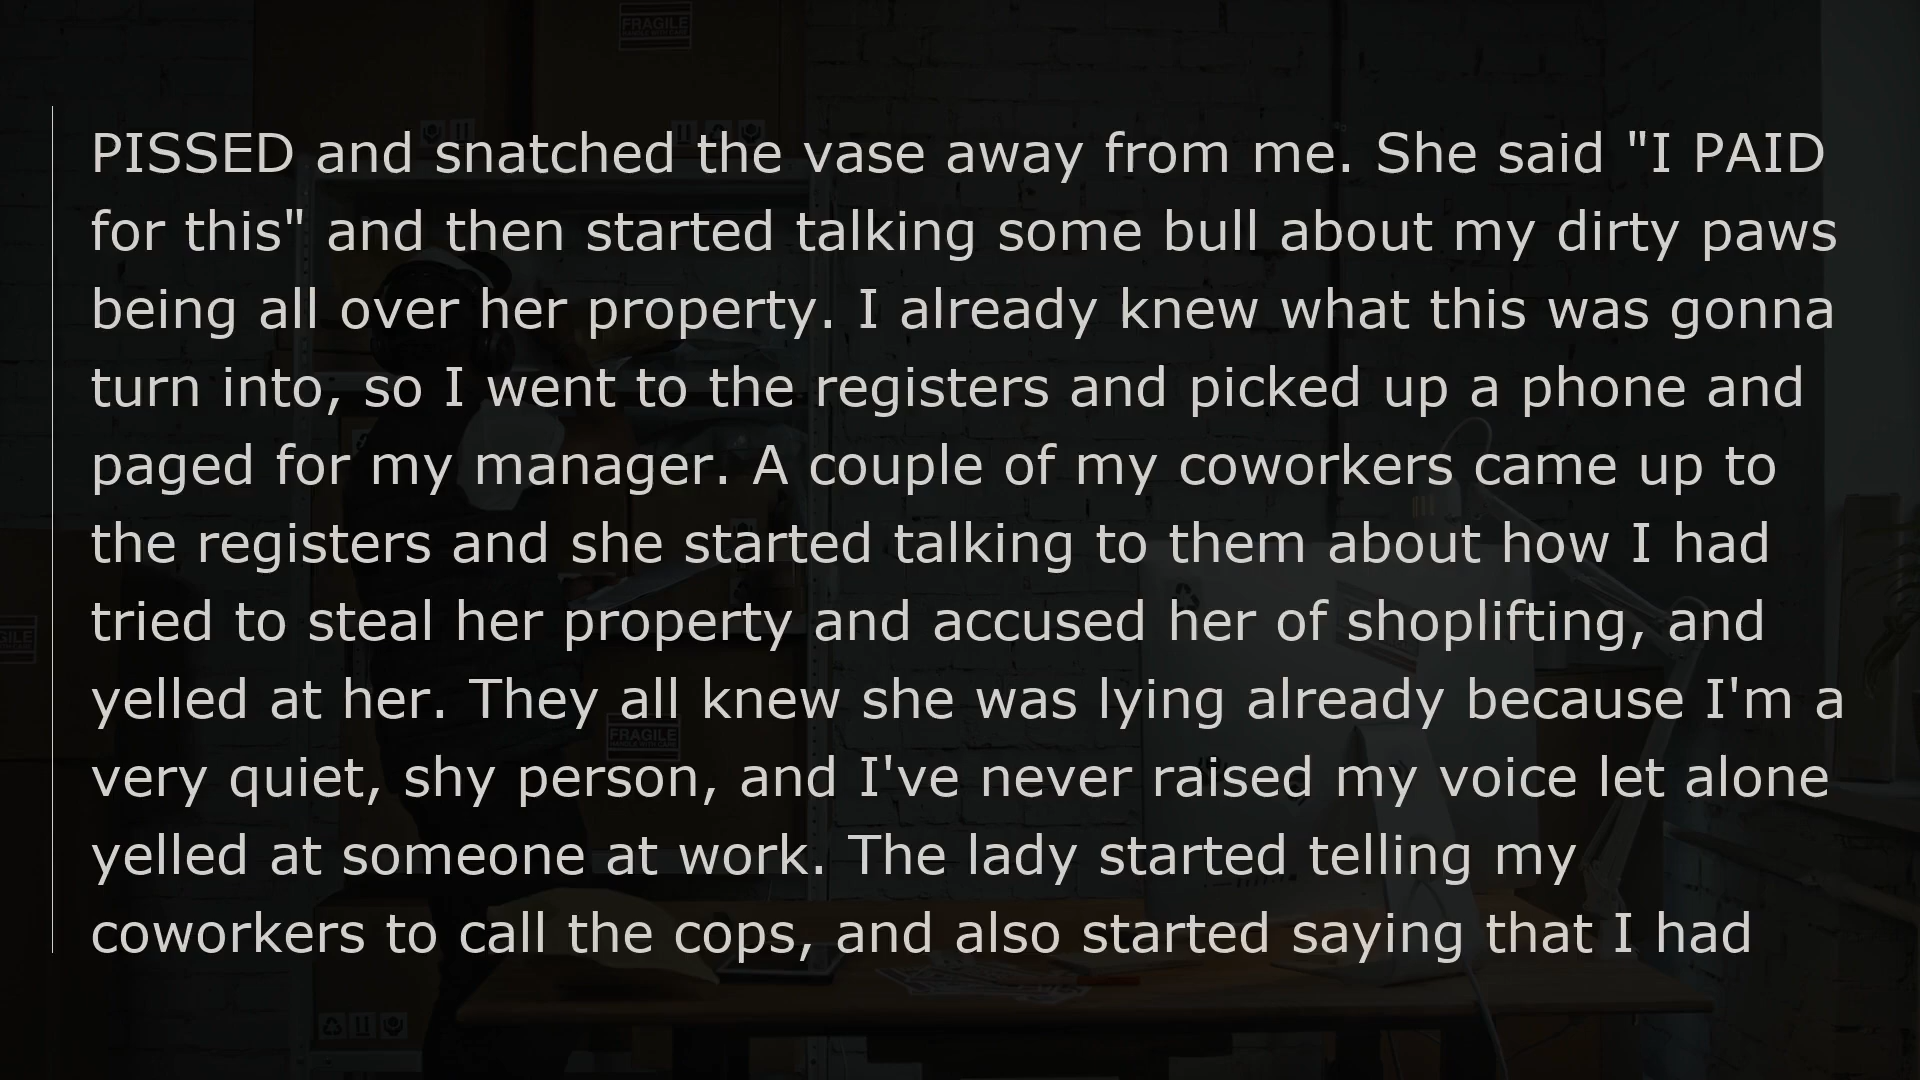 FRAGILE
PISSED and snatched the vase away from me. She said "I PAID
for this" and then started talking some bull about my dirty paws
being all over her property. I already knew what this was gonna
turn into, so I went to the registers and picked up a phone and
paged for my manager. A couple of my coworkers came up to
the registers and she started talking to them about how I had
tried to steal her property and accused her of shoplifting, and
yelled at her. They all knew she was lying already because I'm a
very quiet, shy person, and I've never raised my voice let alone
FRAGILE
yelled at someone at work. The lady started telling my
coworkers to call the cops, and also started saying that I had